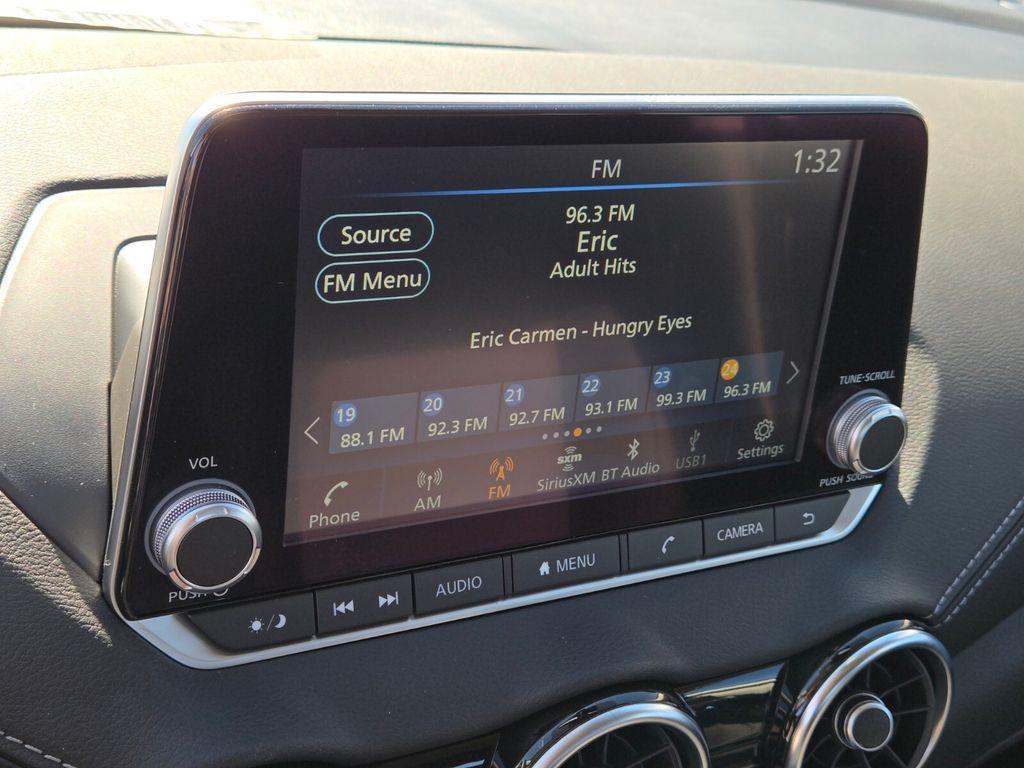 FM
1:32
Source
FM Menu
96.3 FM
Eric
Adult Hits
Eric Carmen - Hungry Eyes
19
88.1 FM
20
92.3 FM
21
92.7 FM
22
93.1 FM
23
99.3 FM
24
96.3 FM
Phone
AM
FM
sxm
SiriusXM
BT Audio
USB1
Settings
VOL
PUSH
TUNE·SCROLL
PUSH SOUND
AUDIO
MENU
CAMERA